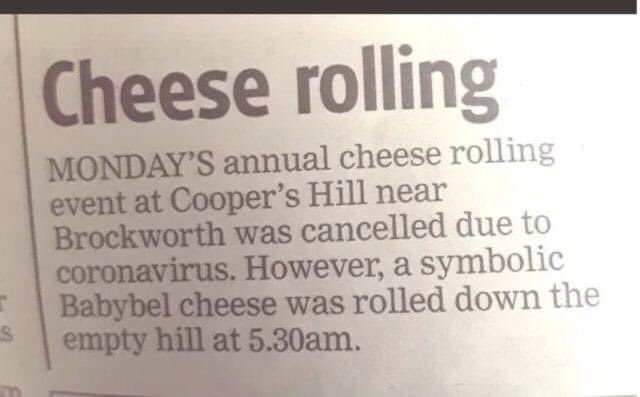 Cheese rolling
MONDAY'S annual cheese rolling
event at Cooper's Hill near
Brockworth was cancelled due to
coronavirus. However, a symbolic
Babybel cheese was rolled down the
empty hill at 5.30am.